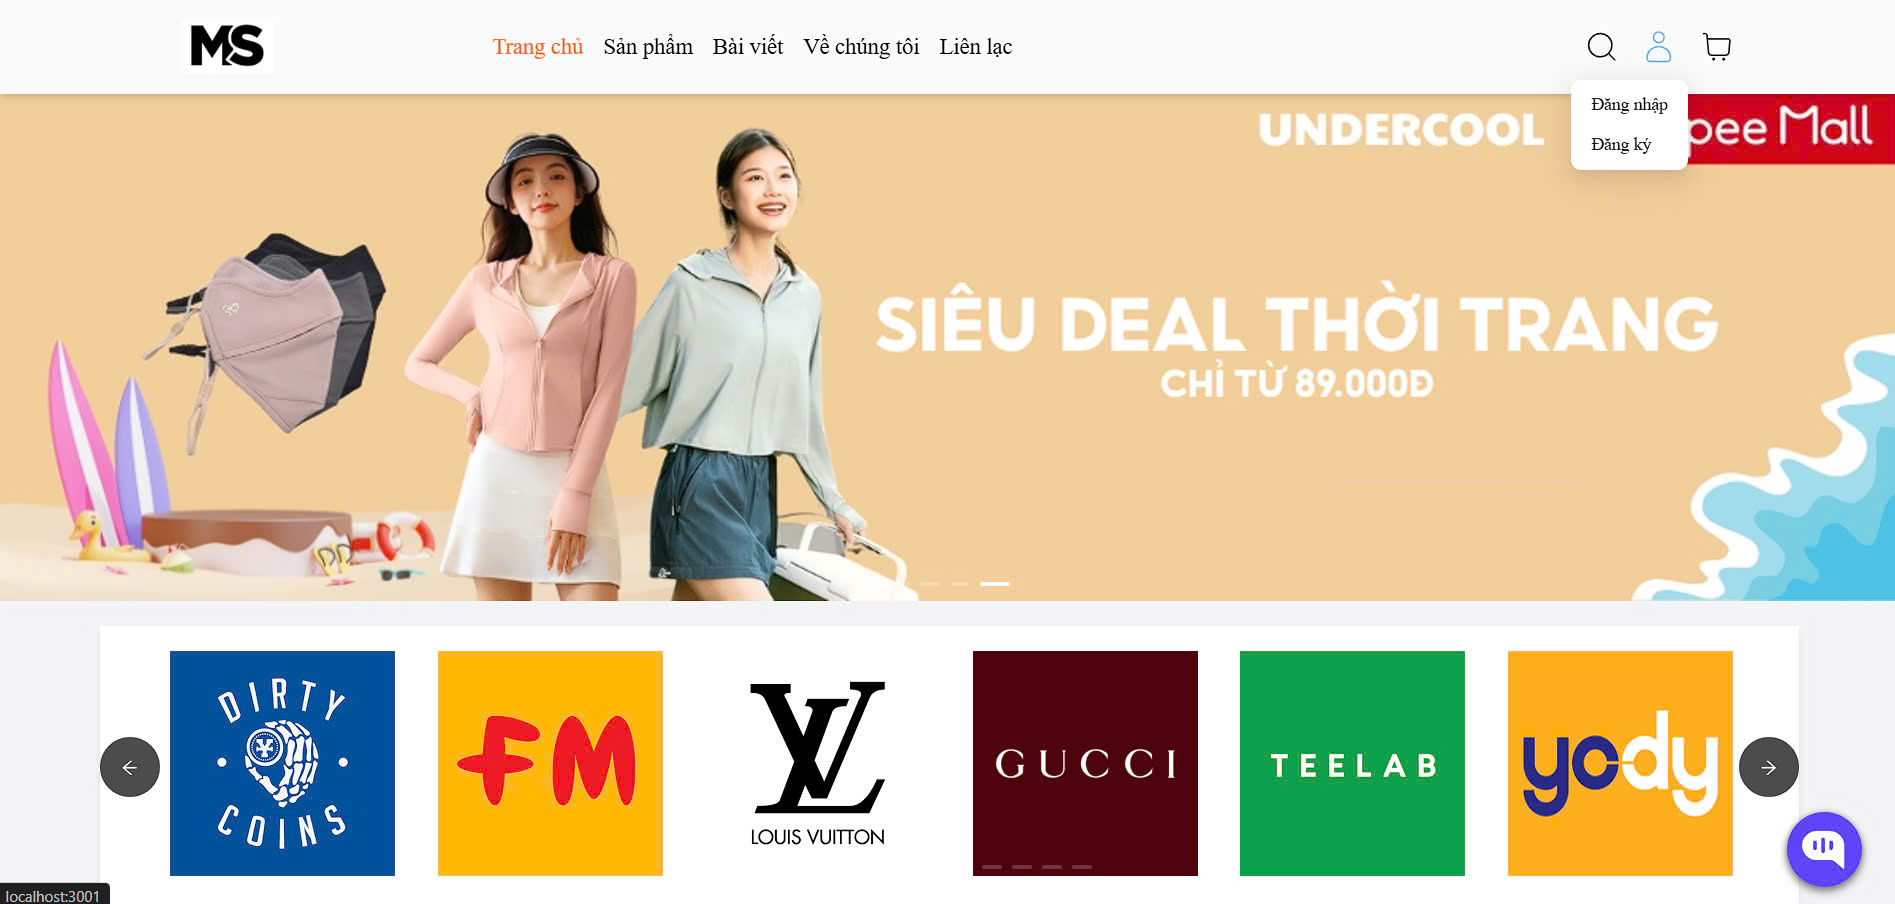 MS
Trang chủ Sản phẩm Bài viết Về chúng tôi Liên lạc
Đăng nhập
Đăng ký
UNDERCOOL
pee Mall
SIÊU DEAL THỜI TRANG
CHỈ TỪ 89.000Đ
DIRTY
COINS
FM
LV
LOUIS VUITTON
GUCCI
TEELAB
yody
localhost:3001